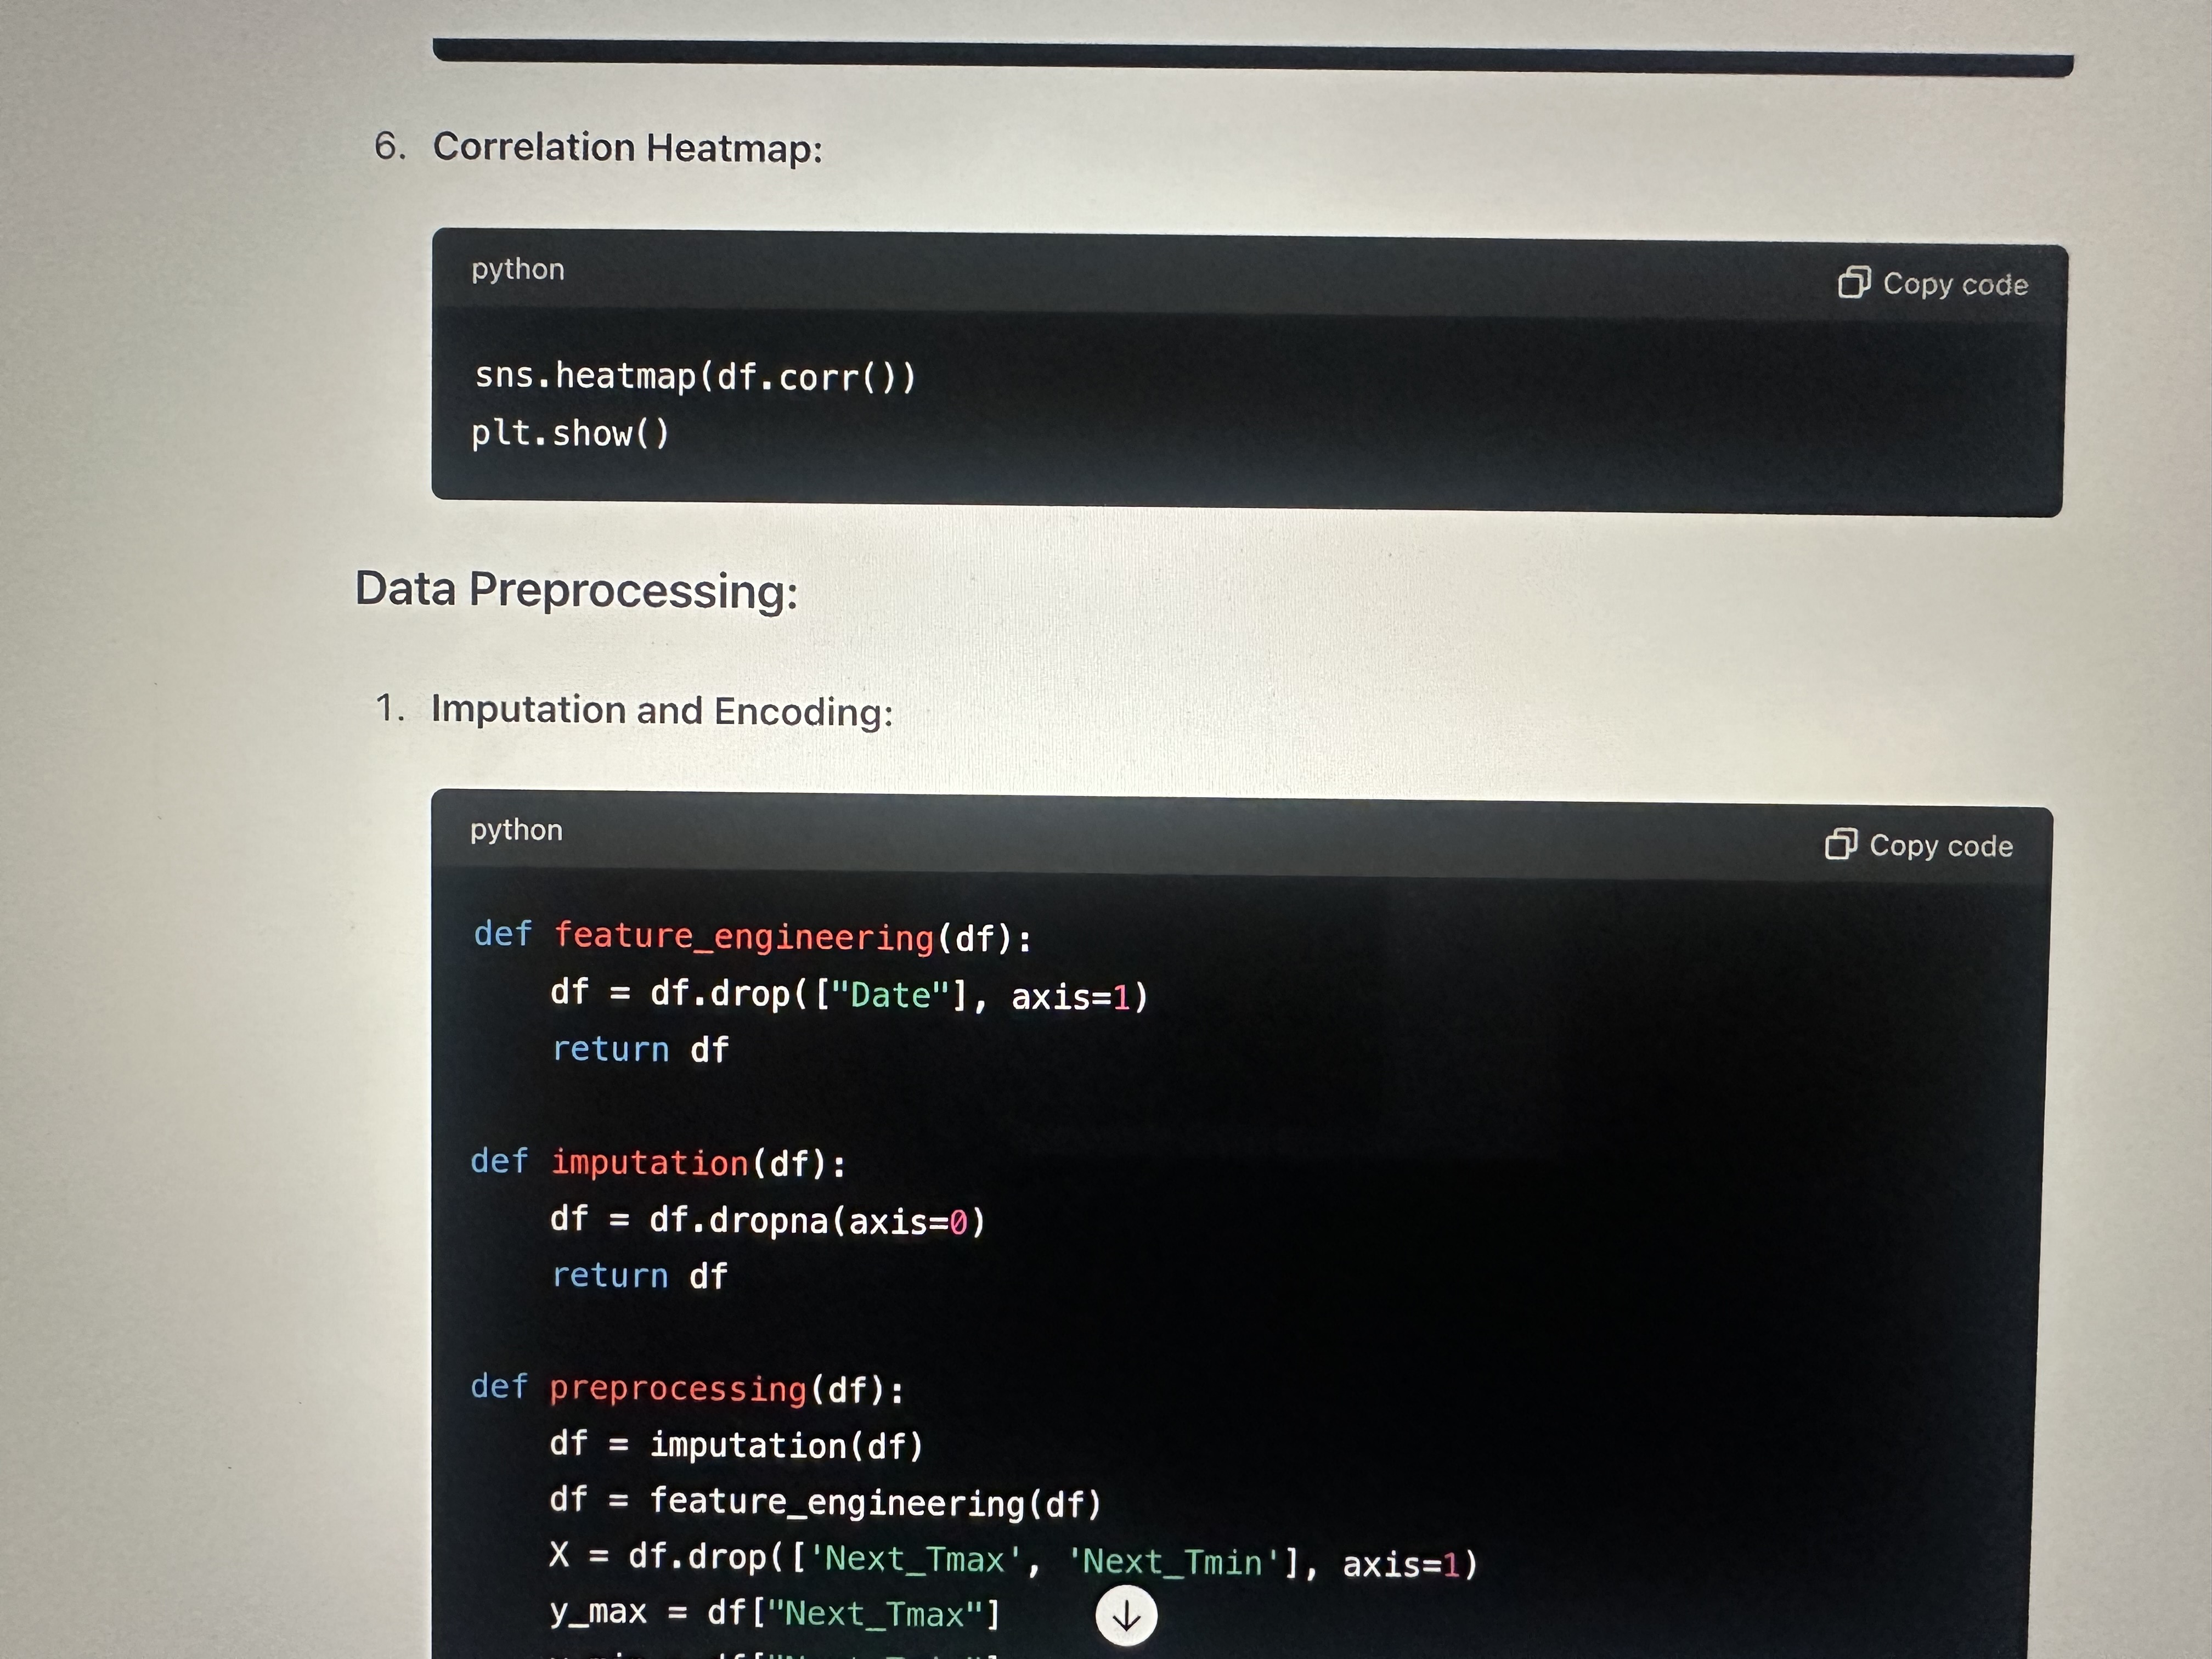 6. Correlation Heatmap:
python
Copy code
sns.heatmap(df.corr())
plt.show()
Data Preprocessing:
1. Imputation and Encoding:
python
Copy code
def feature_engineering(df):
    df = df.drop(["Date"], axis=1)
    return df
def imputation(df):
    df = df.dropna(axis=0)
    return df
def preprocessing(df):
    df = imputation(df)
    df = feature_engineering(df)
    X = df.drop(['Next_Tmax', 'Next_Tmin'], axis=1)
    y_max = df["Next_Tmax"]